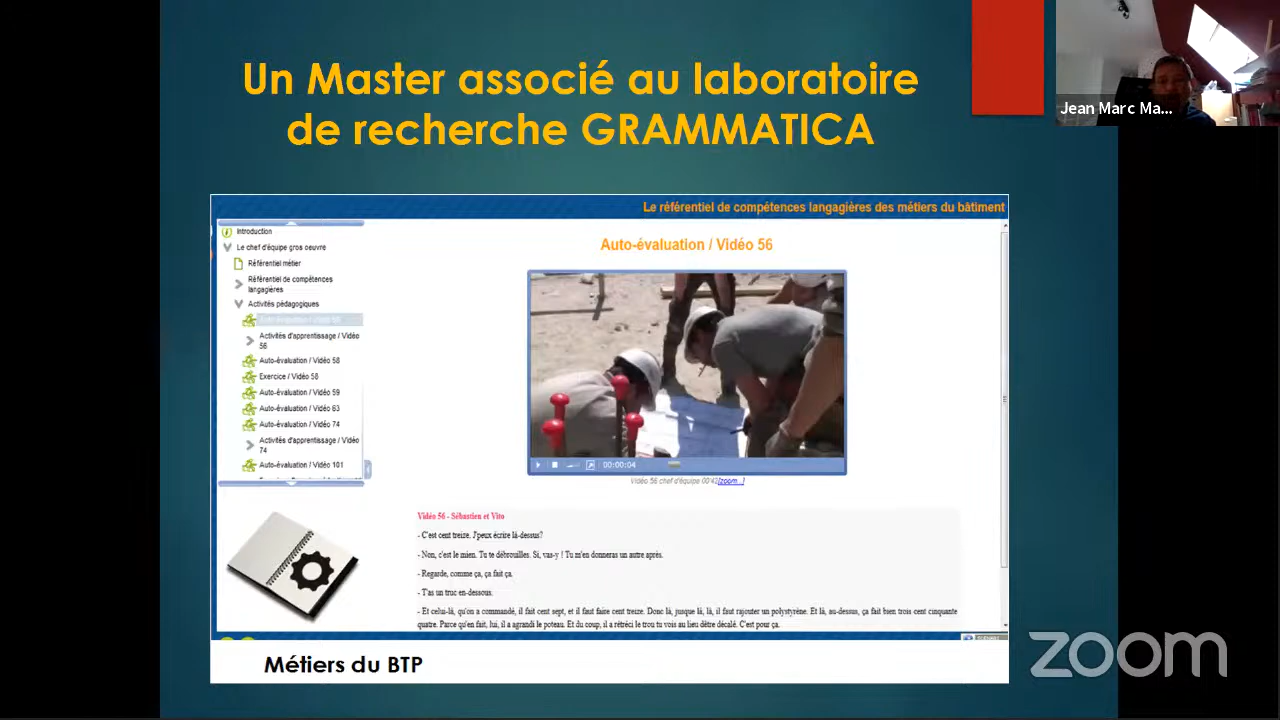 Un Master associé au laboratoire
de recherche GRAMMATICA
Jean Marc Ma...
Le référentiel de compétences langagières des métiers du bâtiment
Introduction
Le chef d'équipe gros oeuvre
Référentiel métier
Référentiel de compétences
langagières
Activités pédagogiques
Activités d'apprentissage / Vidéo
56
Auto-évaluation / Vidéo 58
Exercice / Vidéo 58
Auto-évaluation / Vidéo 59
Auto-évaluation / Vidéo 63
Auto-évaluation / Vidéo 74
Activités d'apprentissage / Vidéo
74
Auto-évaluation / Vidéo 101
Auto-évaluation / Vidéo 56
00:00:04
Vidéo 56 chef d'équipe 00'43[zoom...]
Vidéo 56 - Sébastien et Vito
- C'est cent treize. J'peux écrire là-dessus?
- Non, c'est le mien. Tu te débrouilles. Si, vas-y ! Tu m'en donneras un autre après.
- Regarde, comme ça, ça fait ça.
- T'as un truc en-dessous.
- Et celui-là, qu'on a commandé, il fait cent sept, et il faut faire cent treize. Donc là, jusque là, là, il faut rajouter un polystyrène. Et là, au-dessus, ça fait bien trois cent cinquante
quatre. Parce qu'en fait, lui, il a agrandi le poteau. Et du coup, il a rétréci le trou tu vois au lieu dêtre décalé. C'est pour ça.
Métiers du BTP
zoom